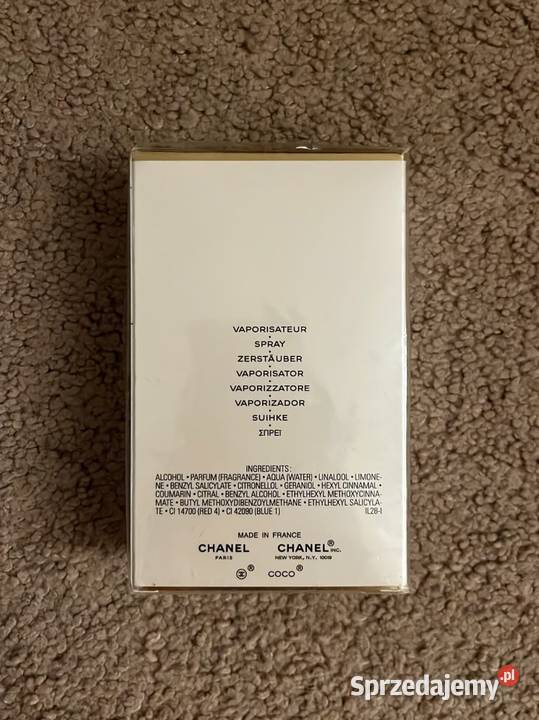 VAPORISATEUR
•
SPRAY
•
ZERSTÄUBER
•
VAPORISATOR
•
VAPORIZZATORE
•
VAPORIZADOR
•
SUIHKE
•
ΣΠΡΕΪ
INGREDIENTS:
ALCOHOL • PARFUM (FRAGRANCE) • AQUA (WATER) • LINALOOL • LIMONE-
NE • BENZYL SALICYLATE • CITRONELLOL • GERANIOL • HEXYL CINNAMAL •
COUMARIN • CITRAL • BENZYL ALCOHOL • ETHYLHEXYL METHOXYCINNA-
MATE • BUTYL METHOXYDIBENZOYLMETHANE • ETHYLHEXYL SALICYLA-
TE • CI 14700 (RED 4) • CI 42090 (BLUE 1) IL28-I
MADE IN FRANCE
CHANEL CHANEL® INC.
PARIS NEW YORK, N.Y. 10019
® COCO®
Sprzedajemy.pl